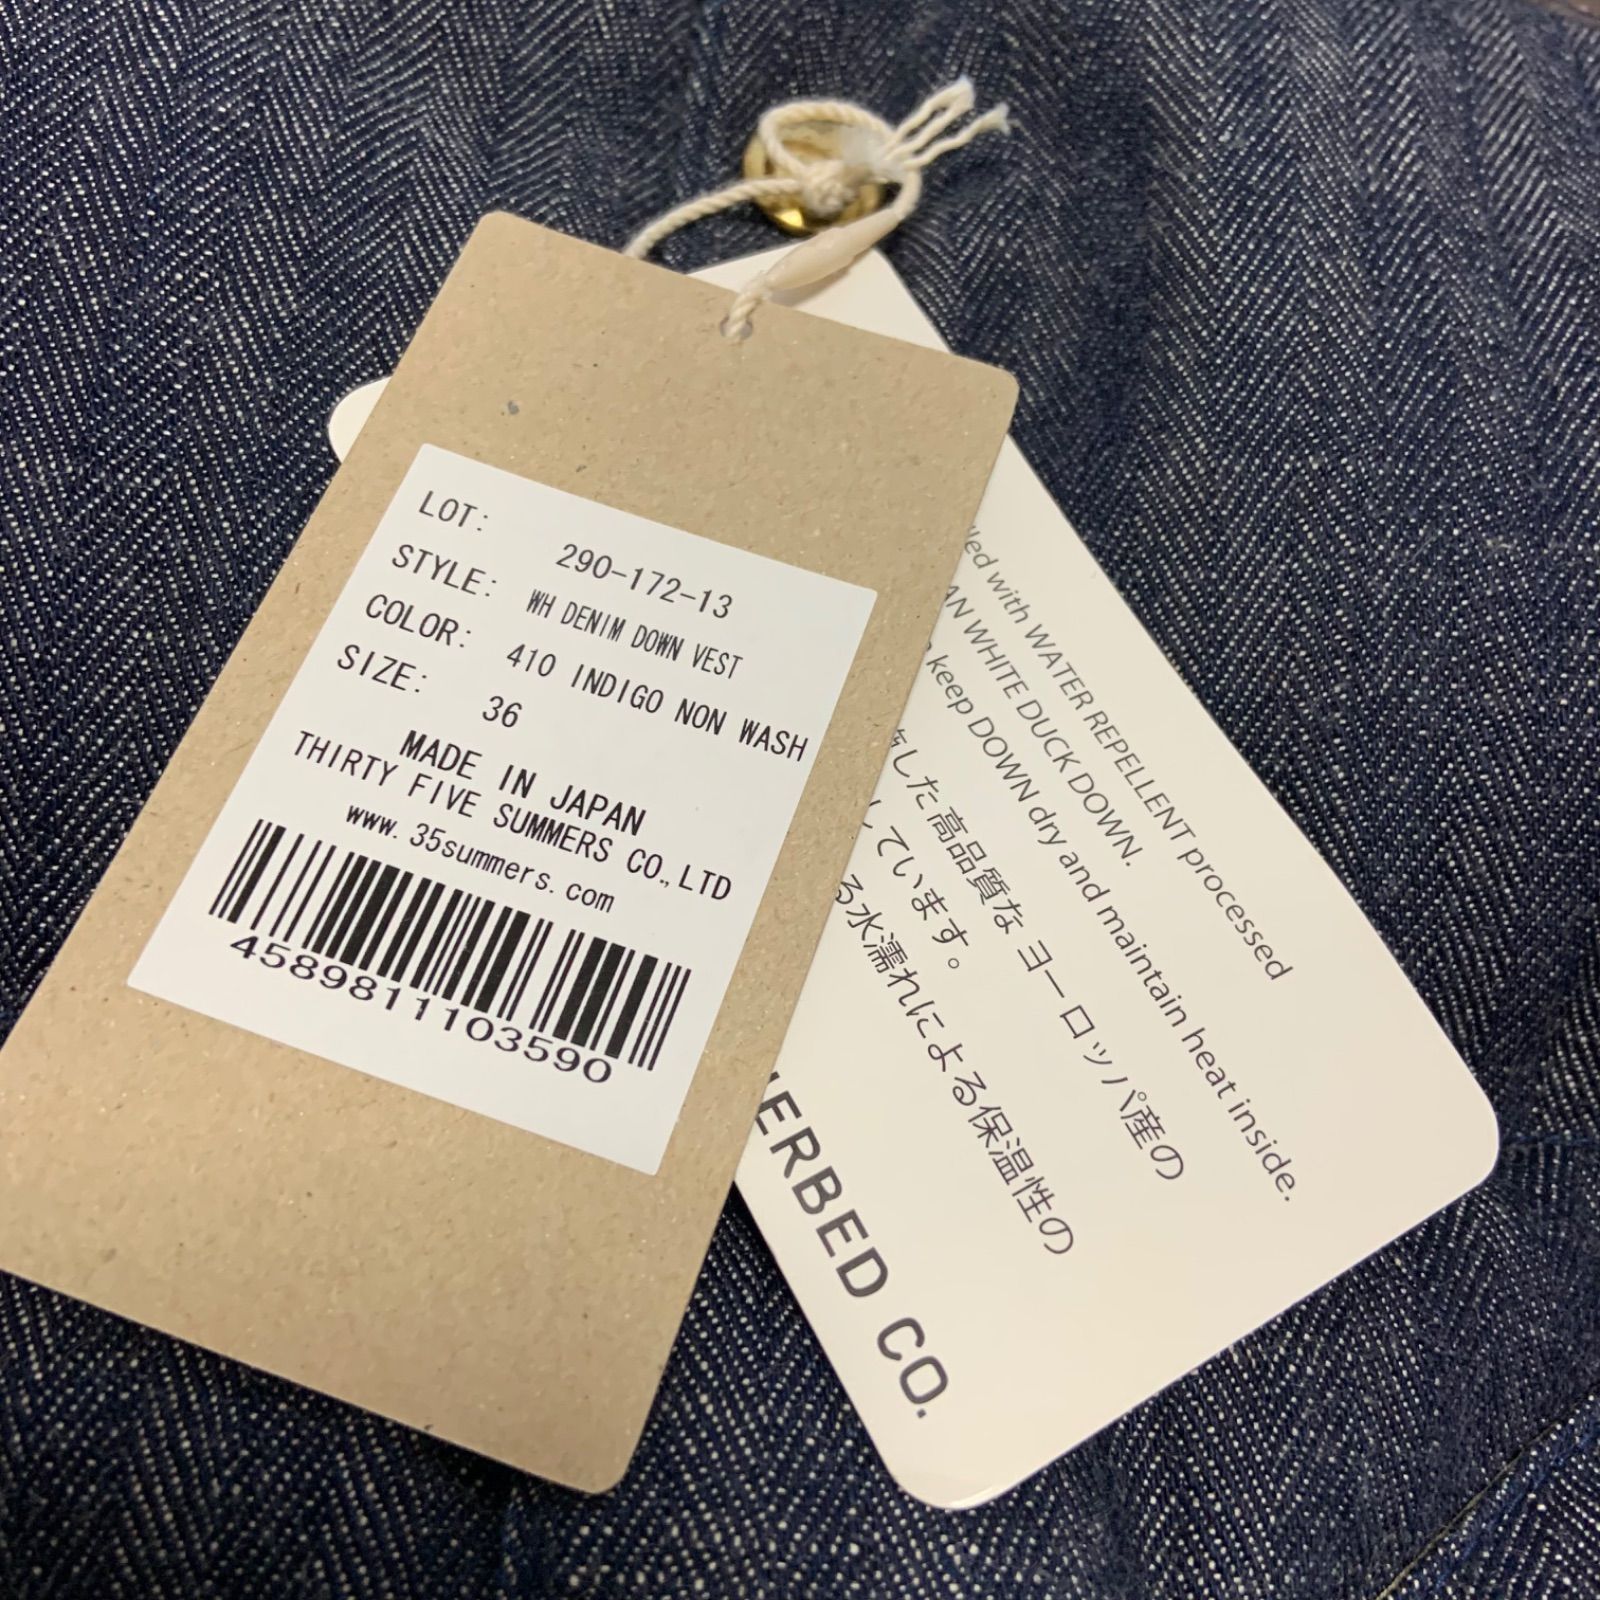 LOT: 290-172-13
STYLE: WH DENIM DOWN VEST
COLOR: 410 INDIGO NON WASH
SIZE: 36
MADE IN JAPAN
THIRTY FIVE SUMMERS CO.,LTD
www.35summers.com
4589811103590
with WATER REPELLENT processed
WHITE DUCK DOWN.
keep DOWN dry and maintain heat inside.
した高品質な ヨーロッパ産の
しています。
る水濡れによる保温性の
ERBED CO.